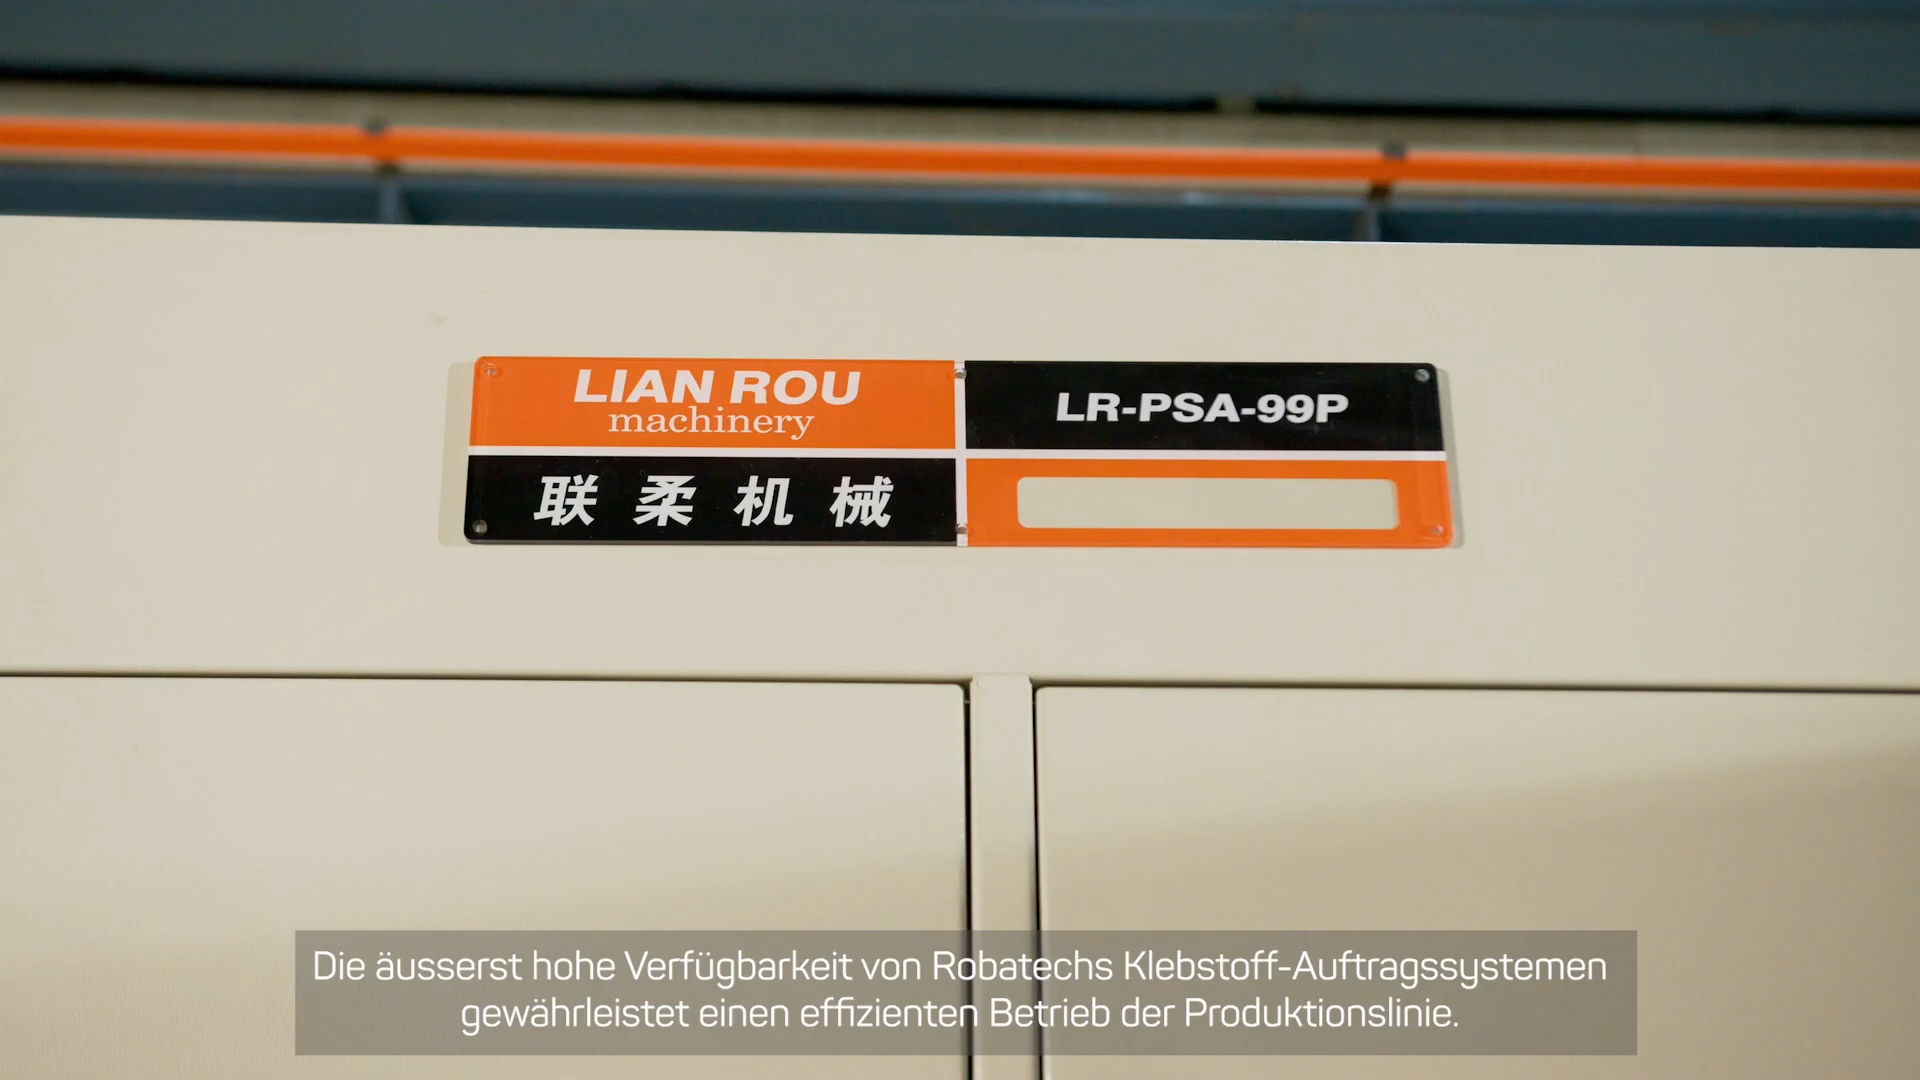 LIAN ROU
machinery
LR-PSA-99P
联柔机械
Die äusserst hohe Verfügbarkeit von Robatechs Klebstoff-Auftragssystemen
gewährleistet einen effizienten Betrieb der Produktionslinie.